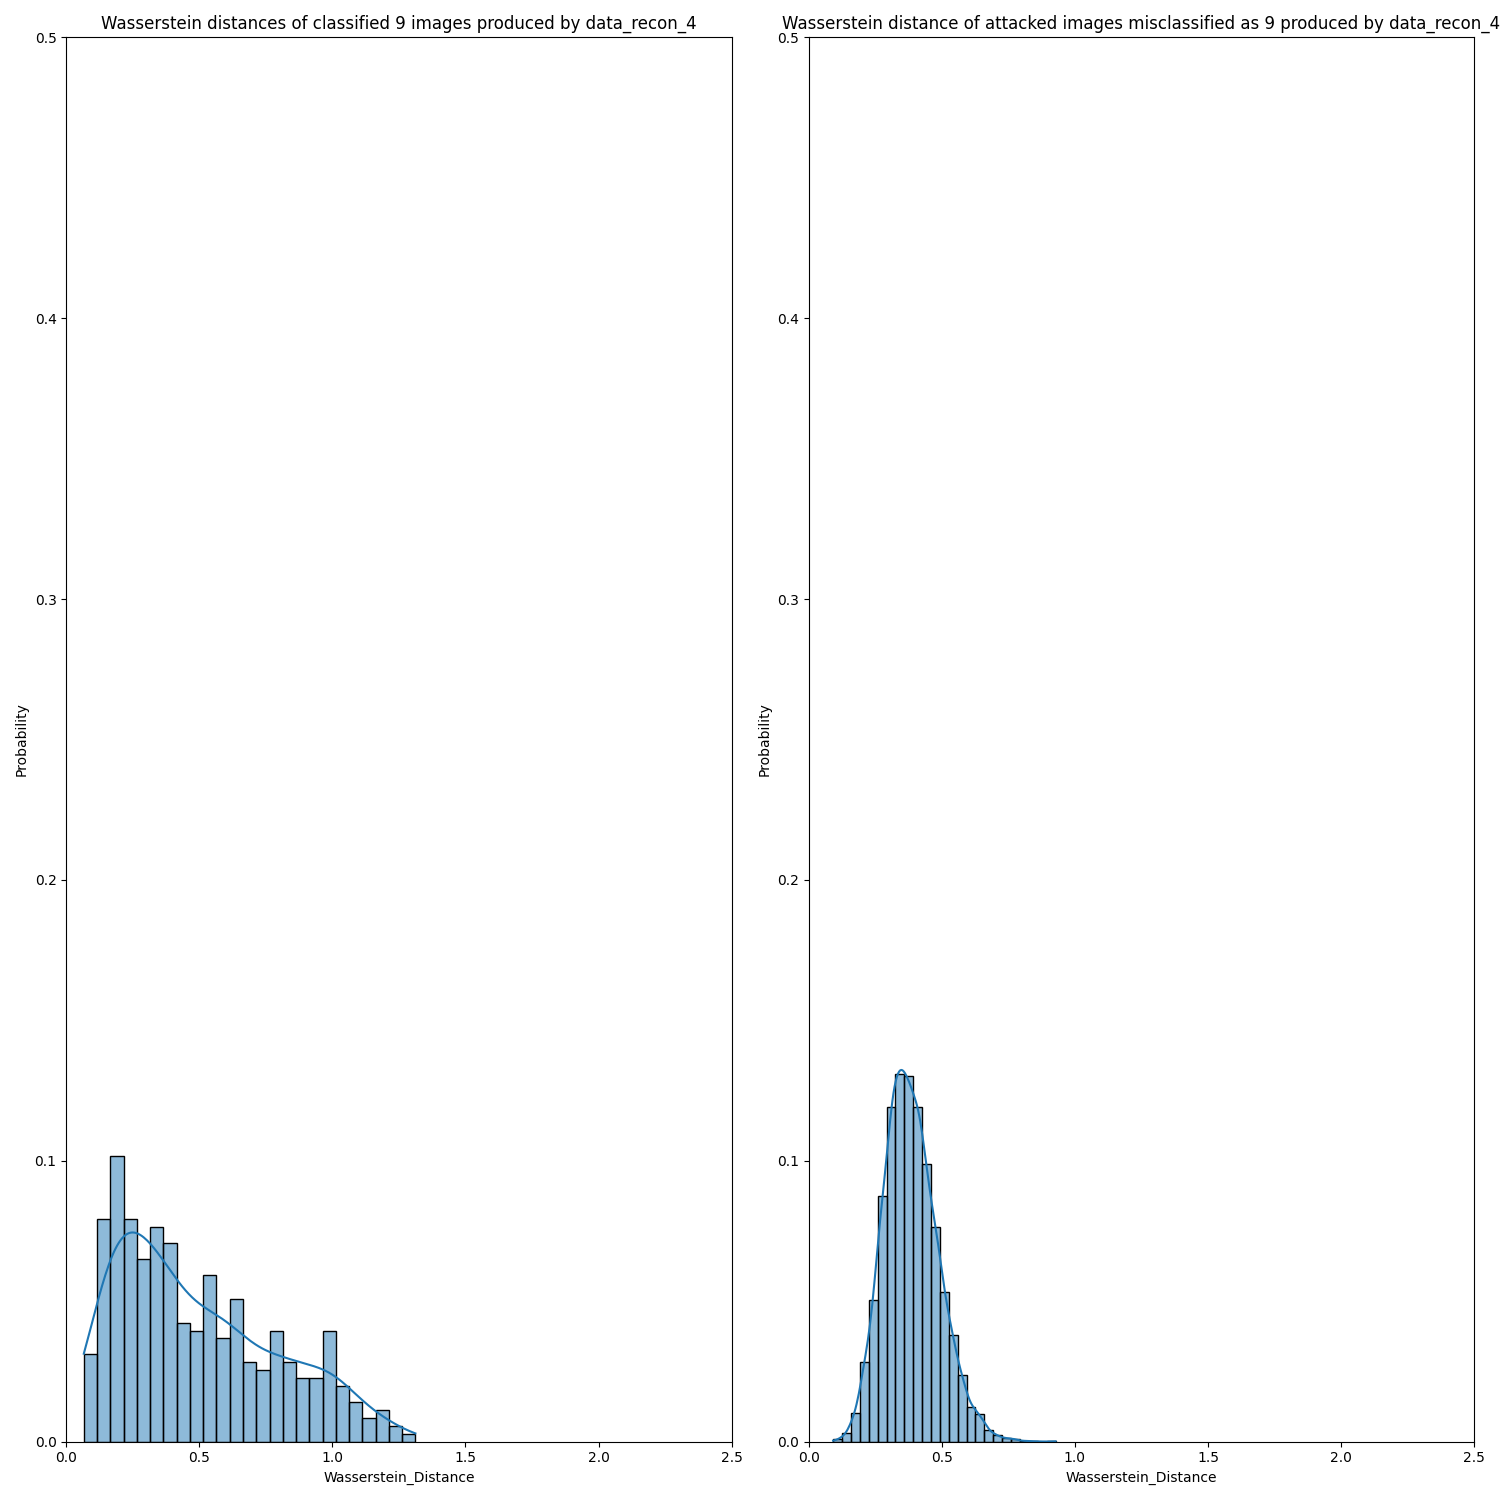 Wasserstein distances of classified 9 images produced by data_recon_4
0.5
0.4
0.3
0.2
0.1
0.0
Probability
0.0 0.5 1.0 1.5 2.0 2.5
Wasserstein_Distance
Wasserstein distance of attacked images misclassified as 9 produced by data_recon_4
0.5
0.4
0.3
0.2
0.1
0.0
Probability
0.0 0.5 1.0 1.5 2.0 2.5
Wasserstein_Distance